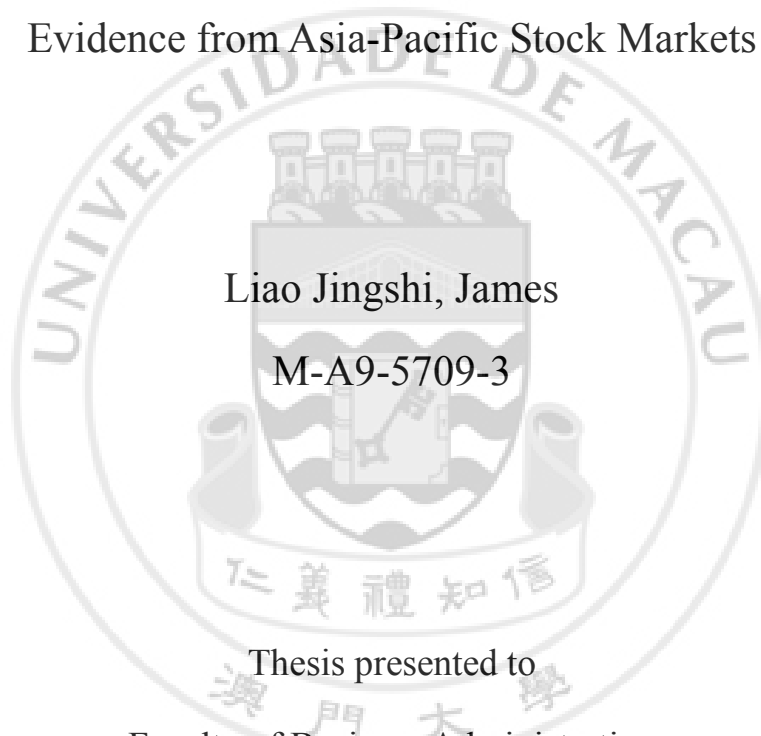 Evidence from Asia-Pacific Stock Markets
UNIVERSIDADE DE MACAU
Liao Jingshi, James
M-A9-5709-3
仁義禮知信
Thesis presented to
澳門大學